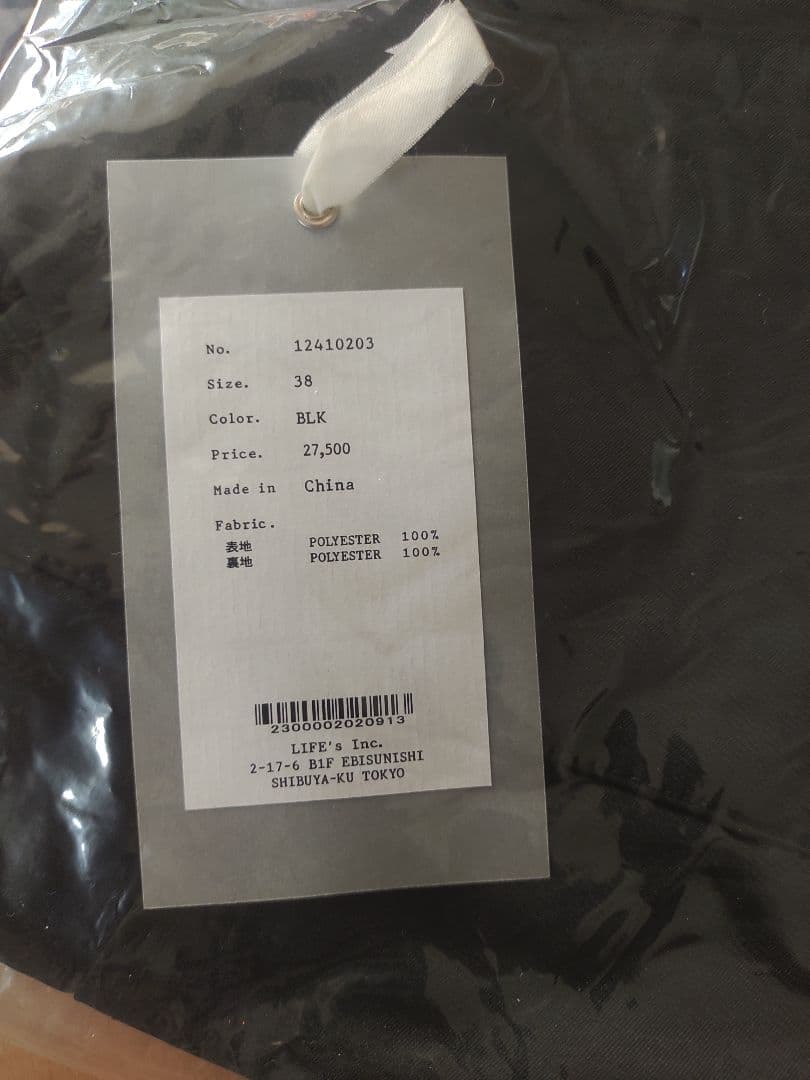 No. 12410203
Size. 38
Color. BLK
Price. 27,500
Made in China
Fabric.
表地 POLYESTER 100%
裏地 POLYESTER 100%
2300002020913
LIFE's Inc.
2-17-6 B1F EBISUNISHI
SHIBUYA-KU TOKYO